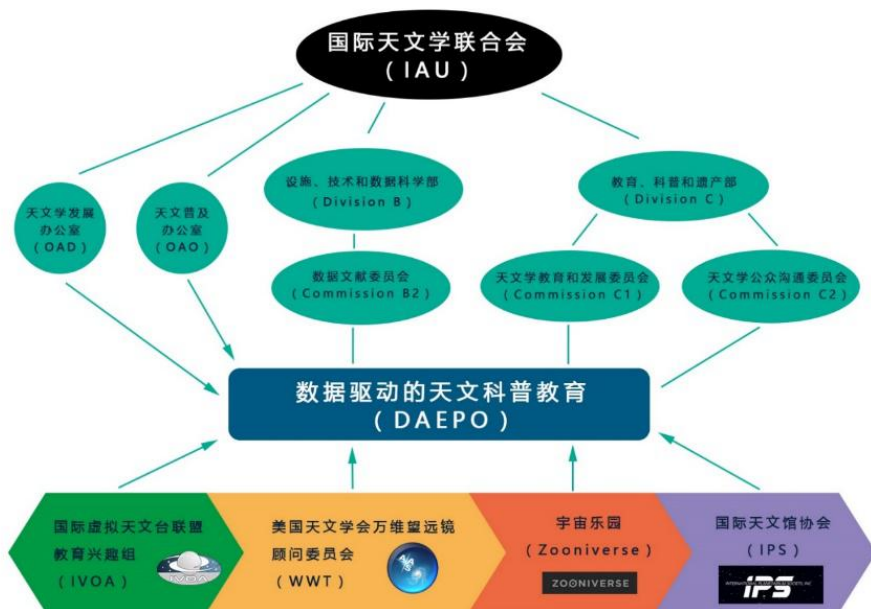 国际天文学联合会
（IAU）
设施、技术和数据科学部
（Division B）
教育、科普和遗产部
（Division C）
天文学发展
办公室
（OAD）
天文普及
办公室
（OAO）
数据文献委员会
（Commission B2）
天文学教育和发展委员会
（Commission C1）
天文学公众沟通委员会
（Commission C2）
数据驱动的天文科普教育
（DAEPO）
国际虚拟天文台联盟
教育兴趣组
（IVOA）
IVOA
美国天文学会万维望远镜
顾问委员会
（WWT）
宇宙乐园
（Zooniverse）
ZOONIVERSE
国际天文馆协会
（IPS）
IPS